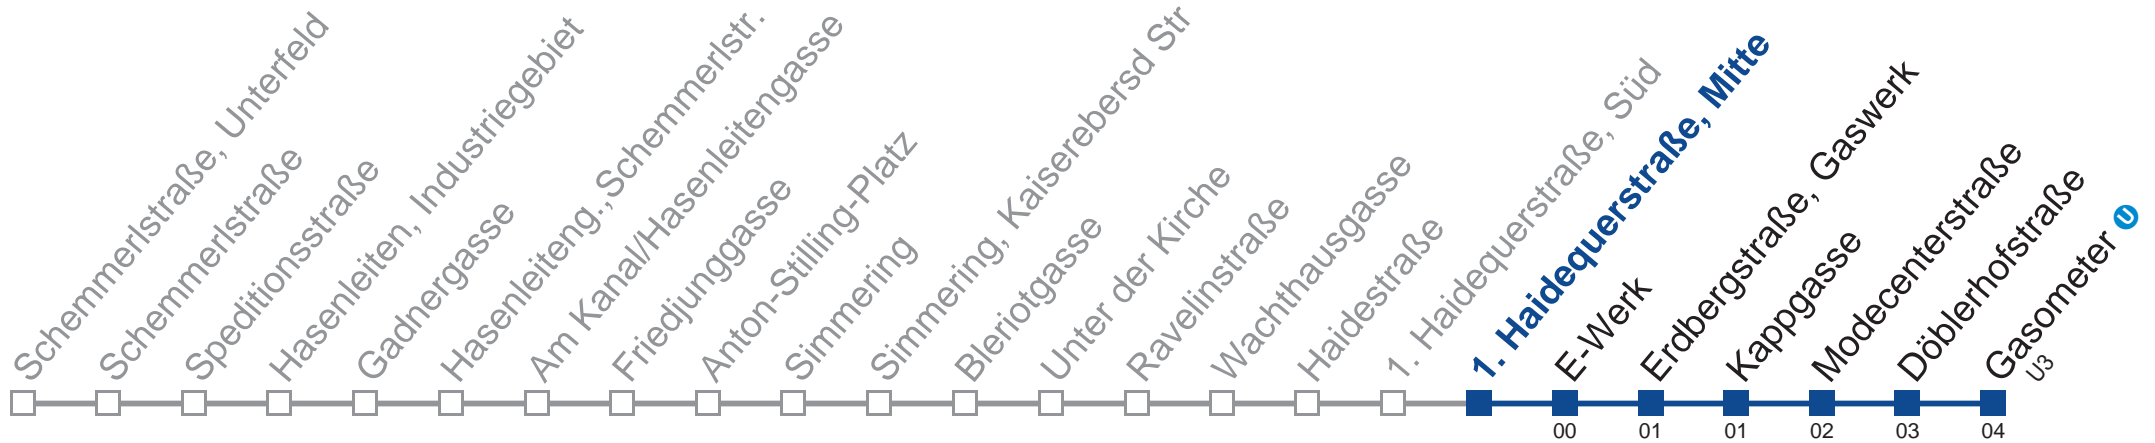 Schemmerlstraße, Unterfeld
Schemmerlstraße
Speditionsstraße
Hasenleiten, Industriegebiet
Gadnergasse
Hasenleiteng.,Schemmerlstr.
Am Kanal/Hasenleitengasse
Friedjunggasse
Anton-Stilling-Platz
Simmering
Simmering, Kaiserebersd Str
Bleriotgasse
Unter der Kirche
Ravelinstraße
Wachthausgasse
Haidestraße
1. Haidequerstraße, Süd
1. Haidequerstraße, Mitte
E-Werk
Erdbergstraße, Gaswerk
Kappgasse
Modecenterstraße
Döblerhofstraße
Gasometer U
U3
00 01 01 02 03 04